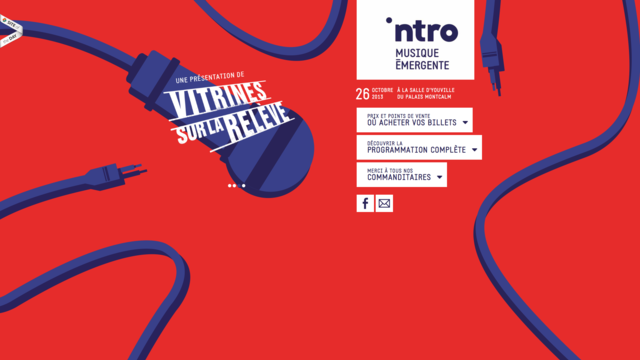 UNE PRÉSENTATION DE
VITRINES
SUR LA RELÈVE
ntro
MUSIQUE
ËMERGENTE
26 OCTOBRE 2013
À LA SALLE D'YOUVILLE
DU PALAIS MONTCALM
PRIX ET POINTS DE VENTE
OÙ ACHETER VOS BILLETS
DÉCOUVRIR LA
PROGRAMMATION COMPLÈTE
MERCI À TOUS NOS
COMMANDITAIRES
f